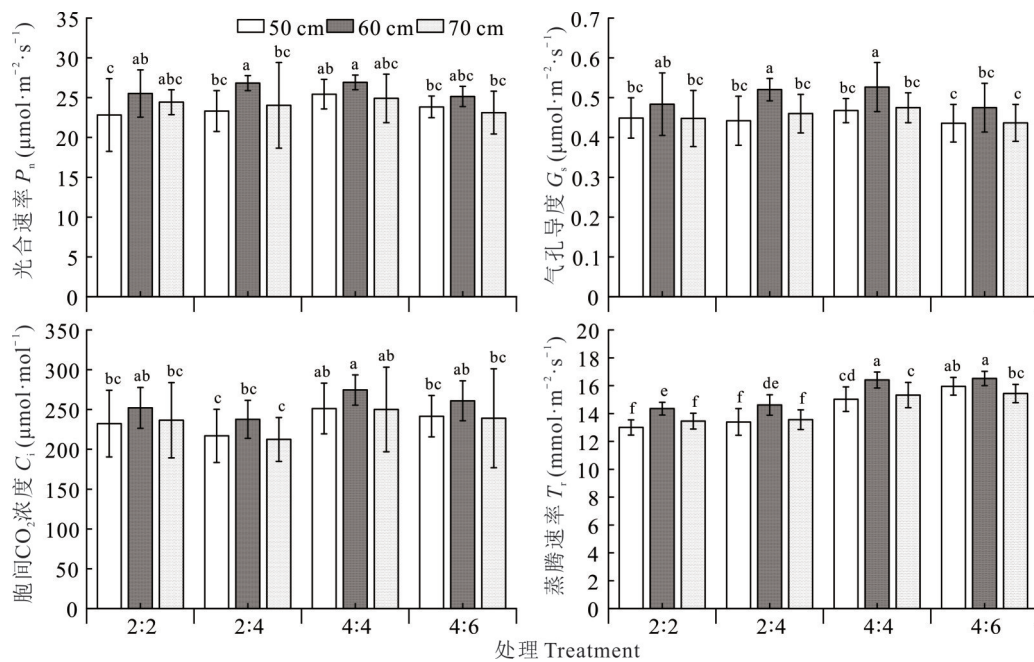 50 cm 60 cm 70 cm
光合速率 Pn (μmol·m−2·s−1)
35
30
25
20
15
10
5
0
c ab abc bc a bc ab a abc bc abc bc
气孔导度 Gs (μmol·m−2·s−1)
0.7
0.6
0.5
0.4
0.3
0.2
0.1
0
bc ab bc bc a bc bc a bc c bc c
胞间CO2浓度 Ci (μmol·mol−1)
350
300
250
200
150
100
50
0
bc ab bc c bc c ab a ab bc ab bc
2:2 2:4 4:4 4:6
蒸腾速率 Tr (mmol·m−2·s−1)
20
18
16
14
12
10
8
6
4
2
0
f e f f de f cd a c ab a bc
2:2 2:4 4:4 4:6
处理 Treatment